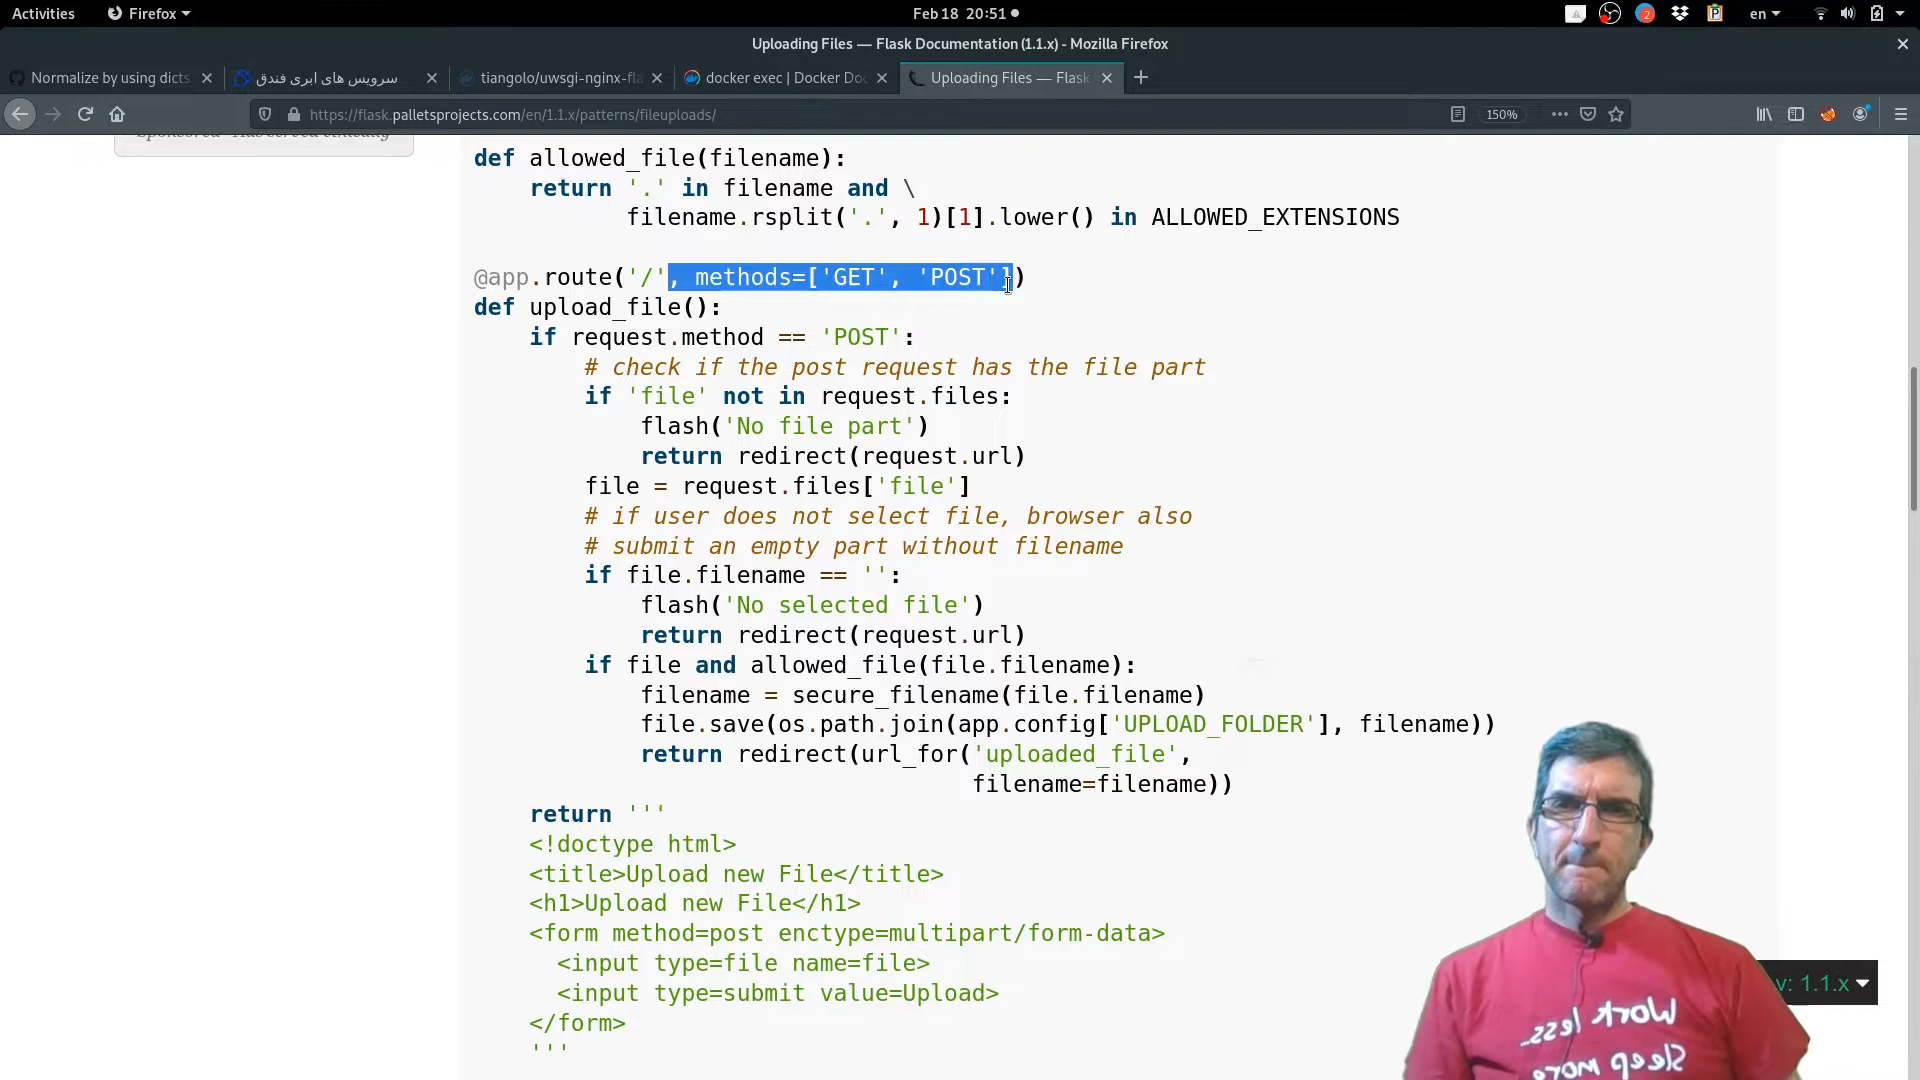 Activities Firefox Feb 18 20:51 en
Uploading Files — Flask Documentation (1.1.x) - Mozilla Firefox
Normalize by using dicts سرویس های ابری فندق tiangolo/uwsgi-nginx-fl docker exec | Docker Doc Uploading Files — Flask
https://flask.palletsprojects.com/en/1.1.x/patterns/fileuploads/ 150%
def allowed_file(filename):
return '.' in filename and \
filename.rsplit('.', 1)[1].lower() in ALLOWED_EXTENSIONS
@app.route('/', methods=['GET', 'POST'])
def upload_file():
if request.method == 'POST':
# check if the post request has the file part
if 'file' not in request.files:
flash('No file part')
return redirect(request.url)
file = request.files['file']
# if user does not select file, browser also
# submit an empty part without filename
if file.filename == '':
flash('No selected file')
return redirect(request.url)
if file and allowed_file(file.filename):
filename = secure_filename(file.filename)
file.save(os.path.join(app.config['UPLOAD_FOLDER'], filename))
return redirect(url_for('uploaded_file',
filename=filename))
return '''
<!doctype html>
<title>Upload new File</title>
<h1>Upload new File</h1>
<form method=post enctype=multipart/form-data>
<input type=file name=file>
<input type=submit value=Upload>
</form>
'''
v: 1.1.x
Work less...
Sleep more